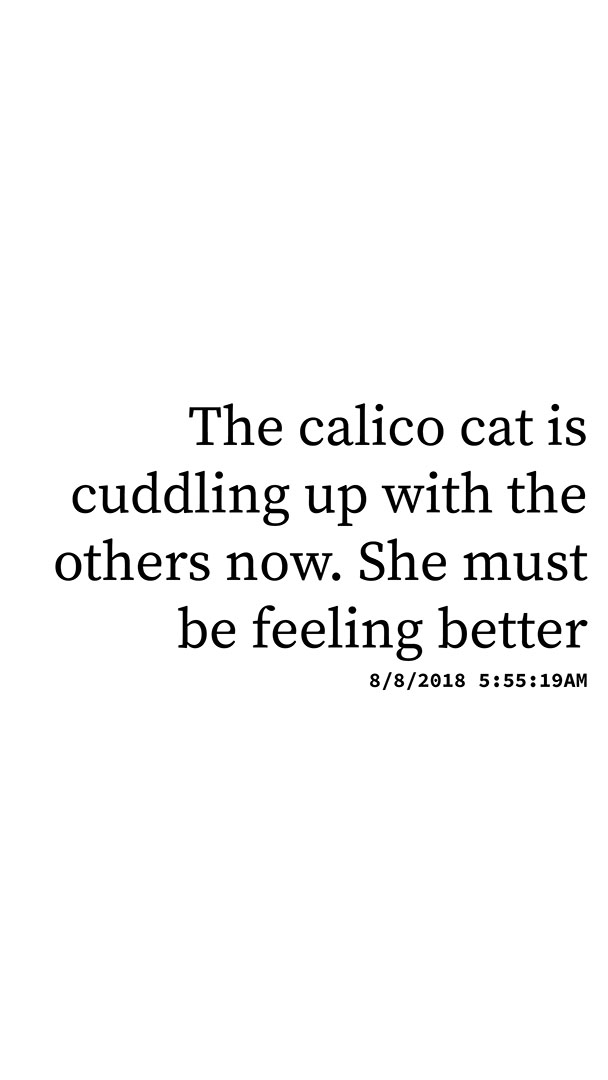 The calico cat is
cuddling up with the
others now. She must
be feeling better
8/8/2018 5:55:19AM